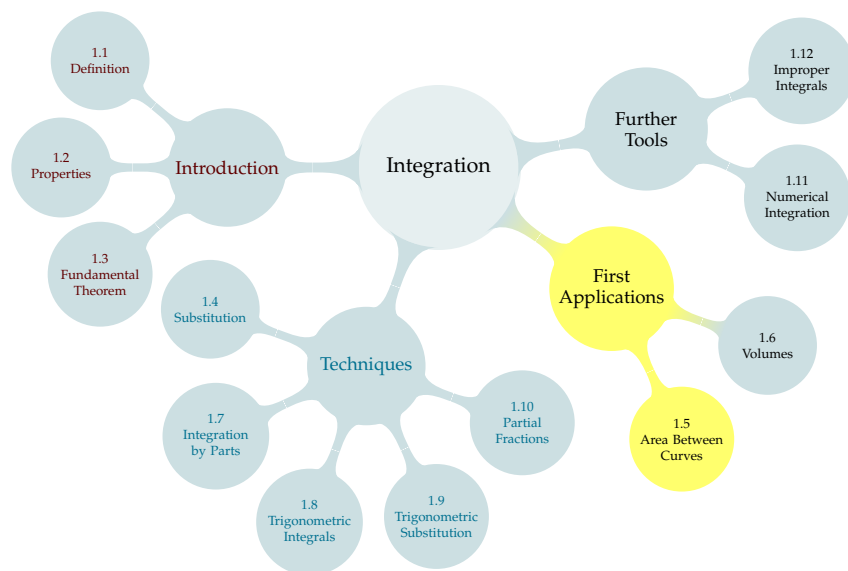 Integration
Introduction
1.1
Definition
1.2
Properties
1.3
Fundamental
Theorem
Techniques
1.4
Substitution
1.7
Integration
by Parts
1.8
Trigonometric
Integrals
1.9
Trigonometric
Substitution
1.10
Partial
Fractions
First
Applications
1.5
Area Between
Curves
1.6
Volumes
Further
Tools
1.11
Numerical
Integration
1.12
Improper
Integrals